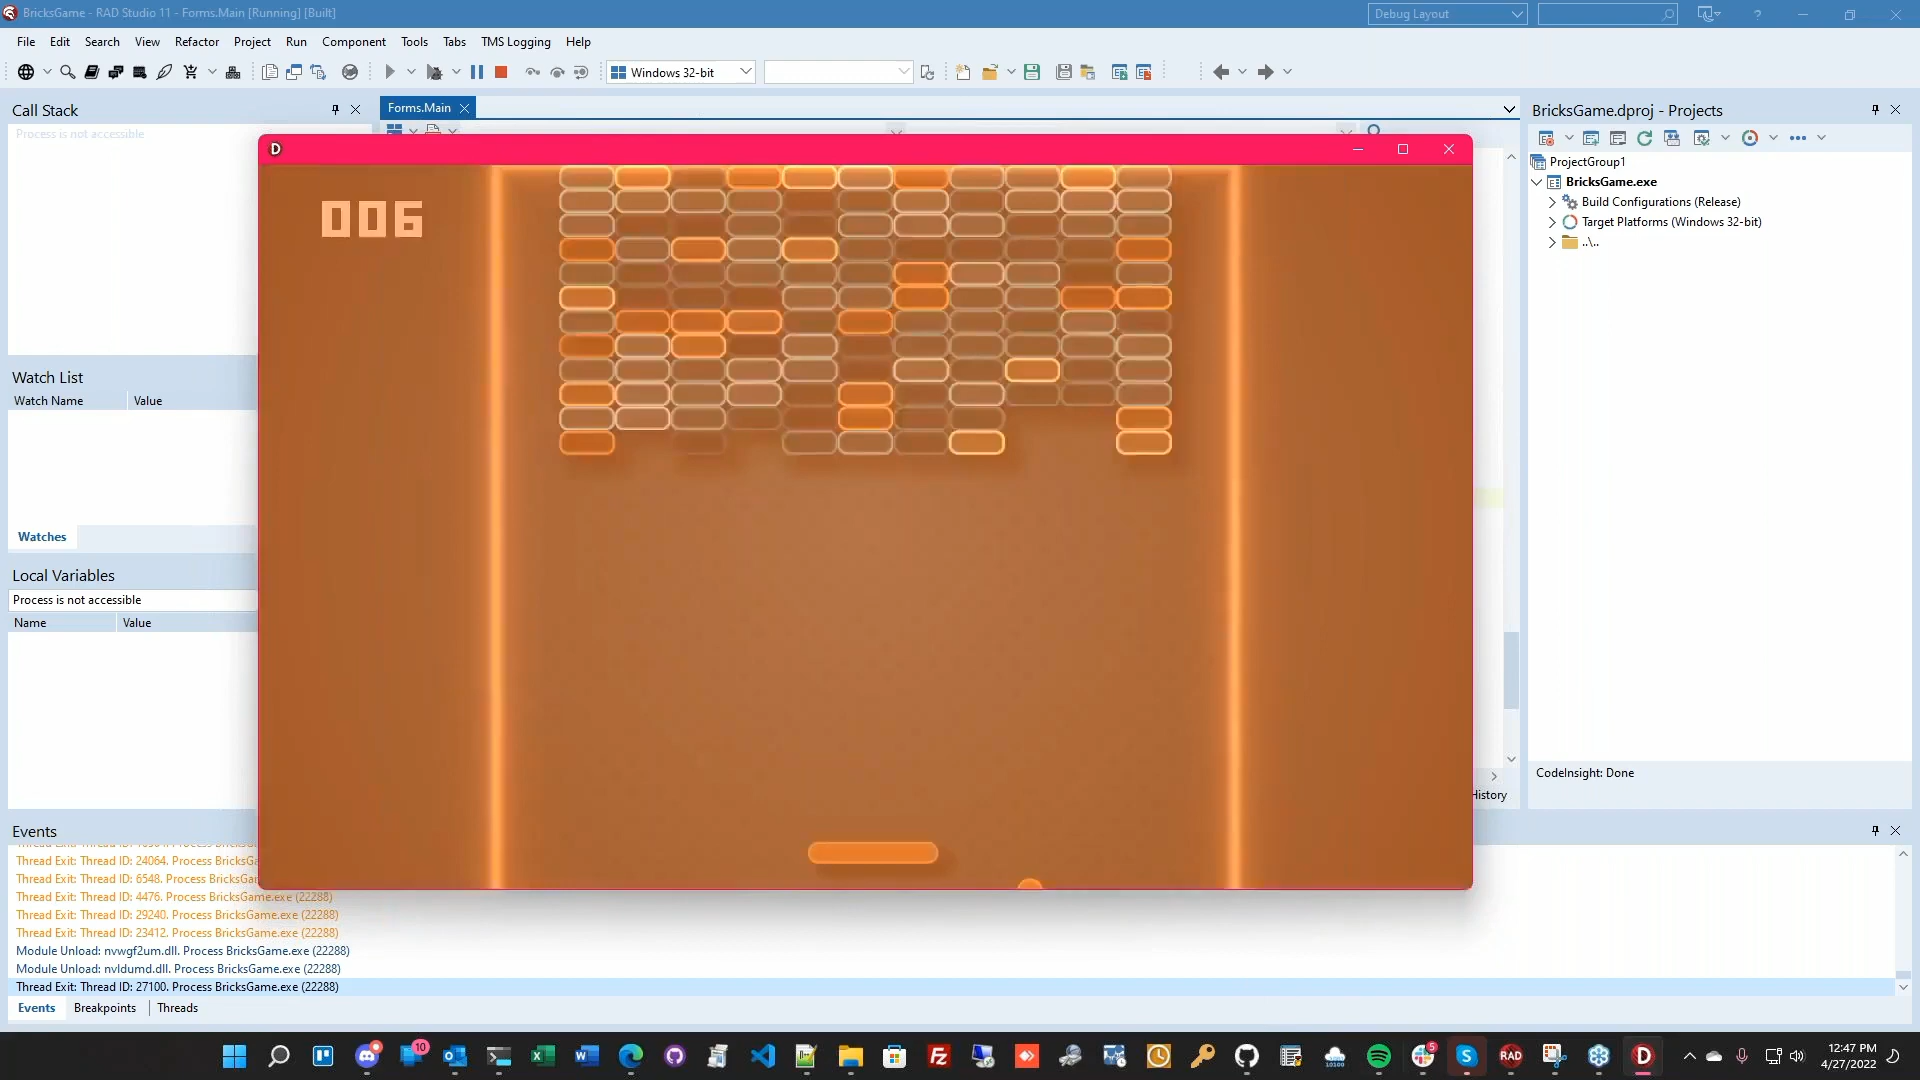 BricksGame - RAD Studio 11 - Forms.Main [Running] [Built]
Debug Layout
File Edit Search View Refactor Project Run Component Tools Tabs TMS Logging Help
Windows 32-bit
Call Stack
Process is not accessible
Forms.Main
BricksGame.dproj - Projects
ProjectGroup1
BricksGame.exe
Build Configurations (Release)
Target Platforms (Windows 32-bit)
..\..
D
006
Watch List
Watch Name Value
Watches
Local Variables
Process is not accessible
Name Value
CodeInsight: Done
History
Events
Thread Exit: Thread ID: 24064. Process BricksGa
Thread Exit: Thread ID: 6548. Process BricksGam
Thread Exit: Thread ID: 4476. Process BricksGame.exe (22288)
Thread Exit: Thread ID: 29240. Process BricksGame.exe (22288)
Thread Exit: Thread ID: 23412. Process BricksGame.exe (22288)
Module Unload: nvwgf2um.dll. Process BricksGame.exe (22288)
Module Unload: nvldumd.dll. Process BricksGame.exe (22288)
Thread Exit: Thread ID: 27100. Process BricksGame.exe (22288)
Events Breakpoints Threads
10
5
RAD
D
12:47 PM
4/27/2022